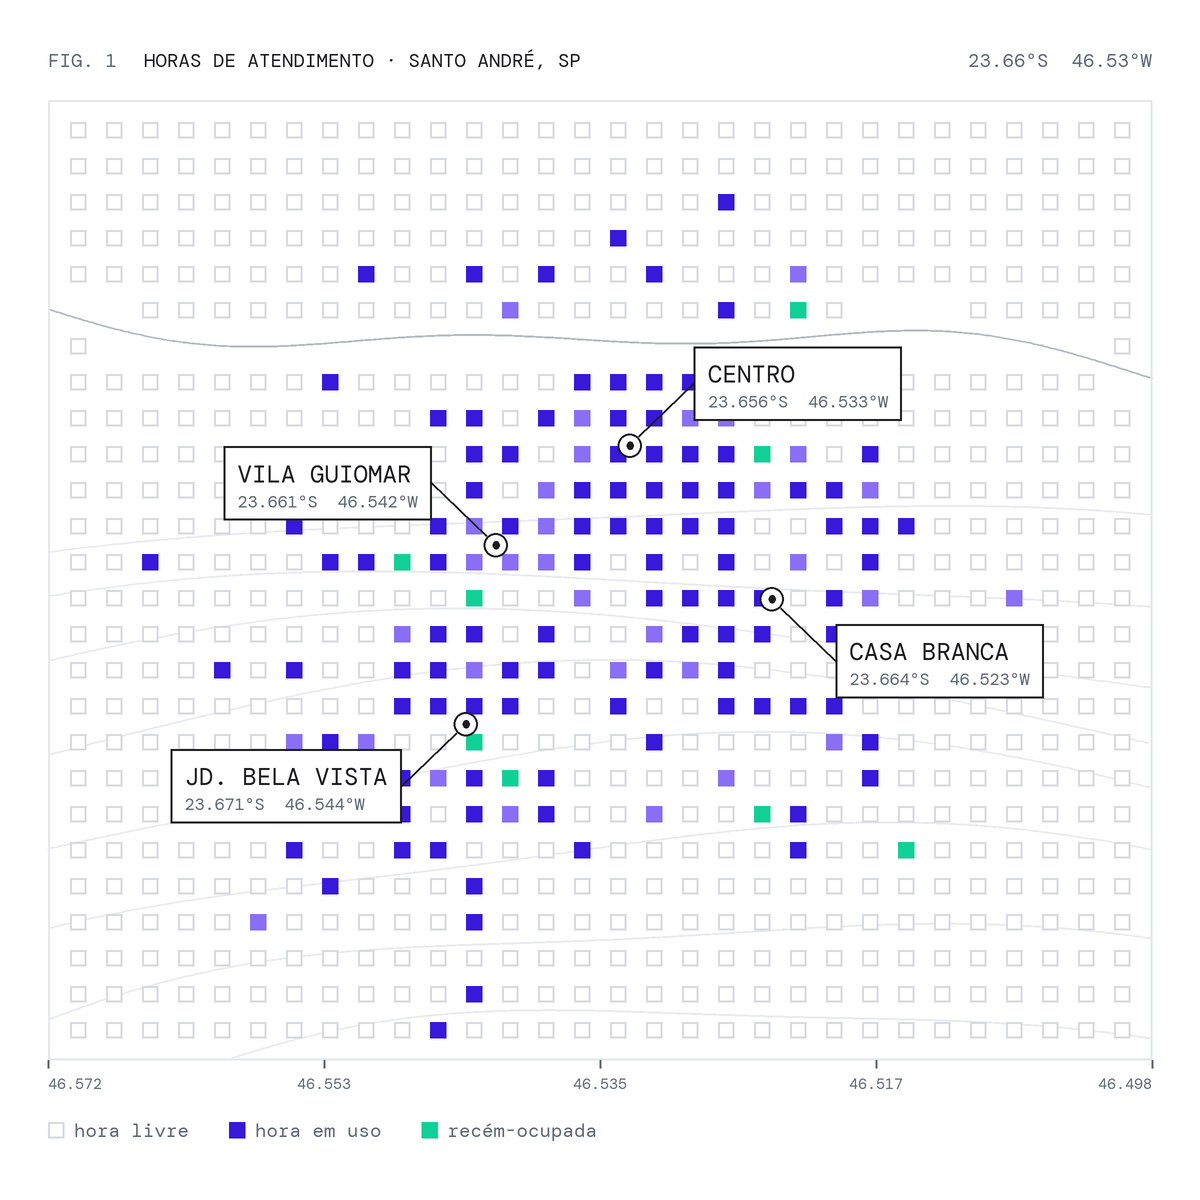 FIG. 1 HORAS DE ATENDIMENTO · SANTO ANDRÉ, SP 23.66°S 46.53°W
CENTRO
23.656°S 46.533°W
VILA GUIOMAR
23.661°S 46.542°W
CASA BRANCA
23.664°S 46.523°W
JD. BELA VISTA
23.671°S 46.544°W
46.572 46.553 46.535 46.517 46.498
hora livre hora em uso recém-ocupada